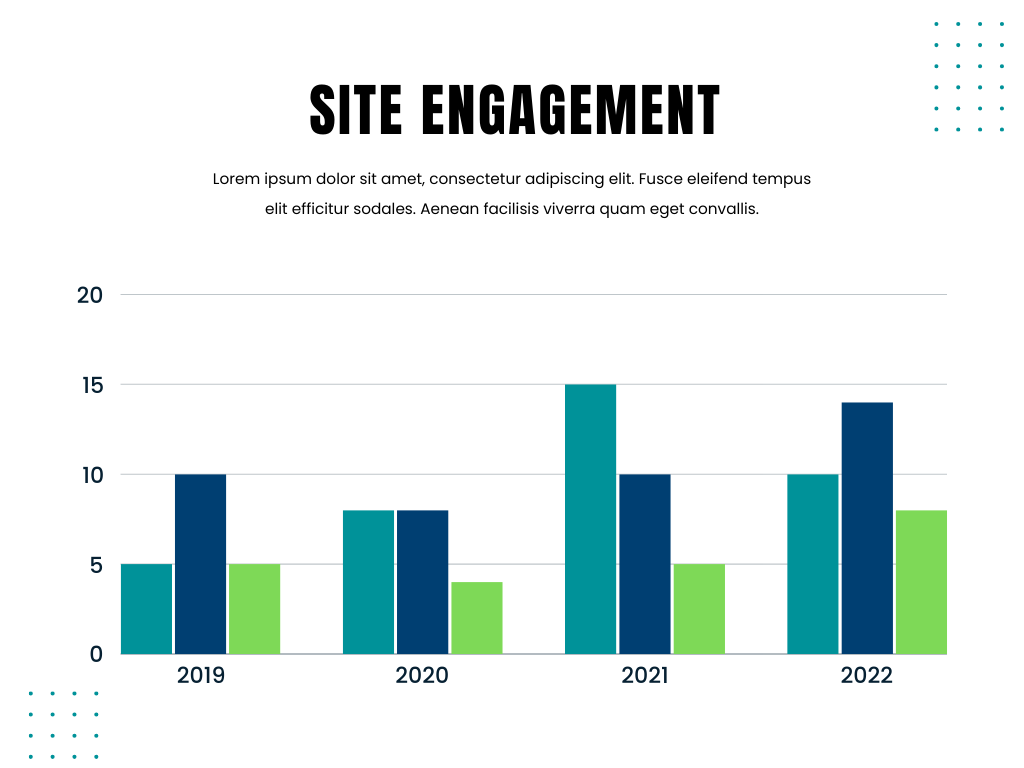 SITE ENGAGEMENT
Lorem ipsum dolor sit amet, consectetur adipiscing elit. Fusce eleifend tempus
elit efficitur sodales. Aenean facilisis viverra quam eget convallis.
20
15
10
5
0
2019 2020 2021 2022